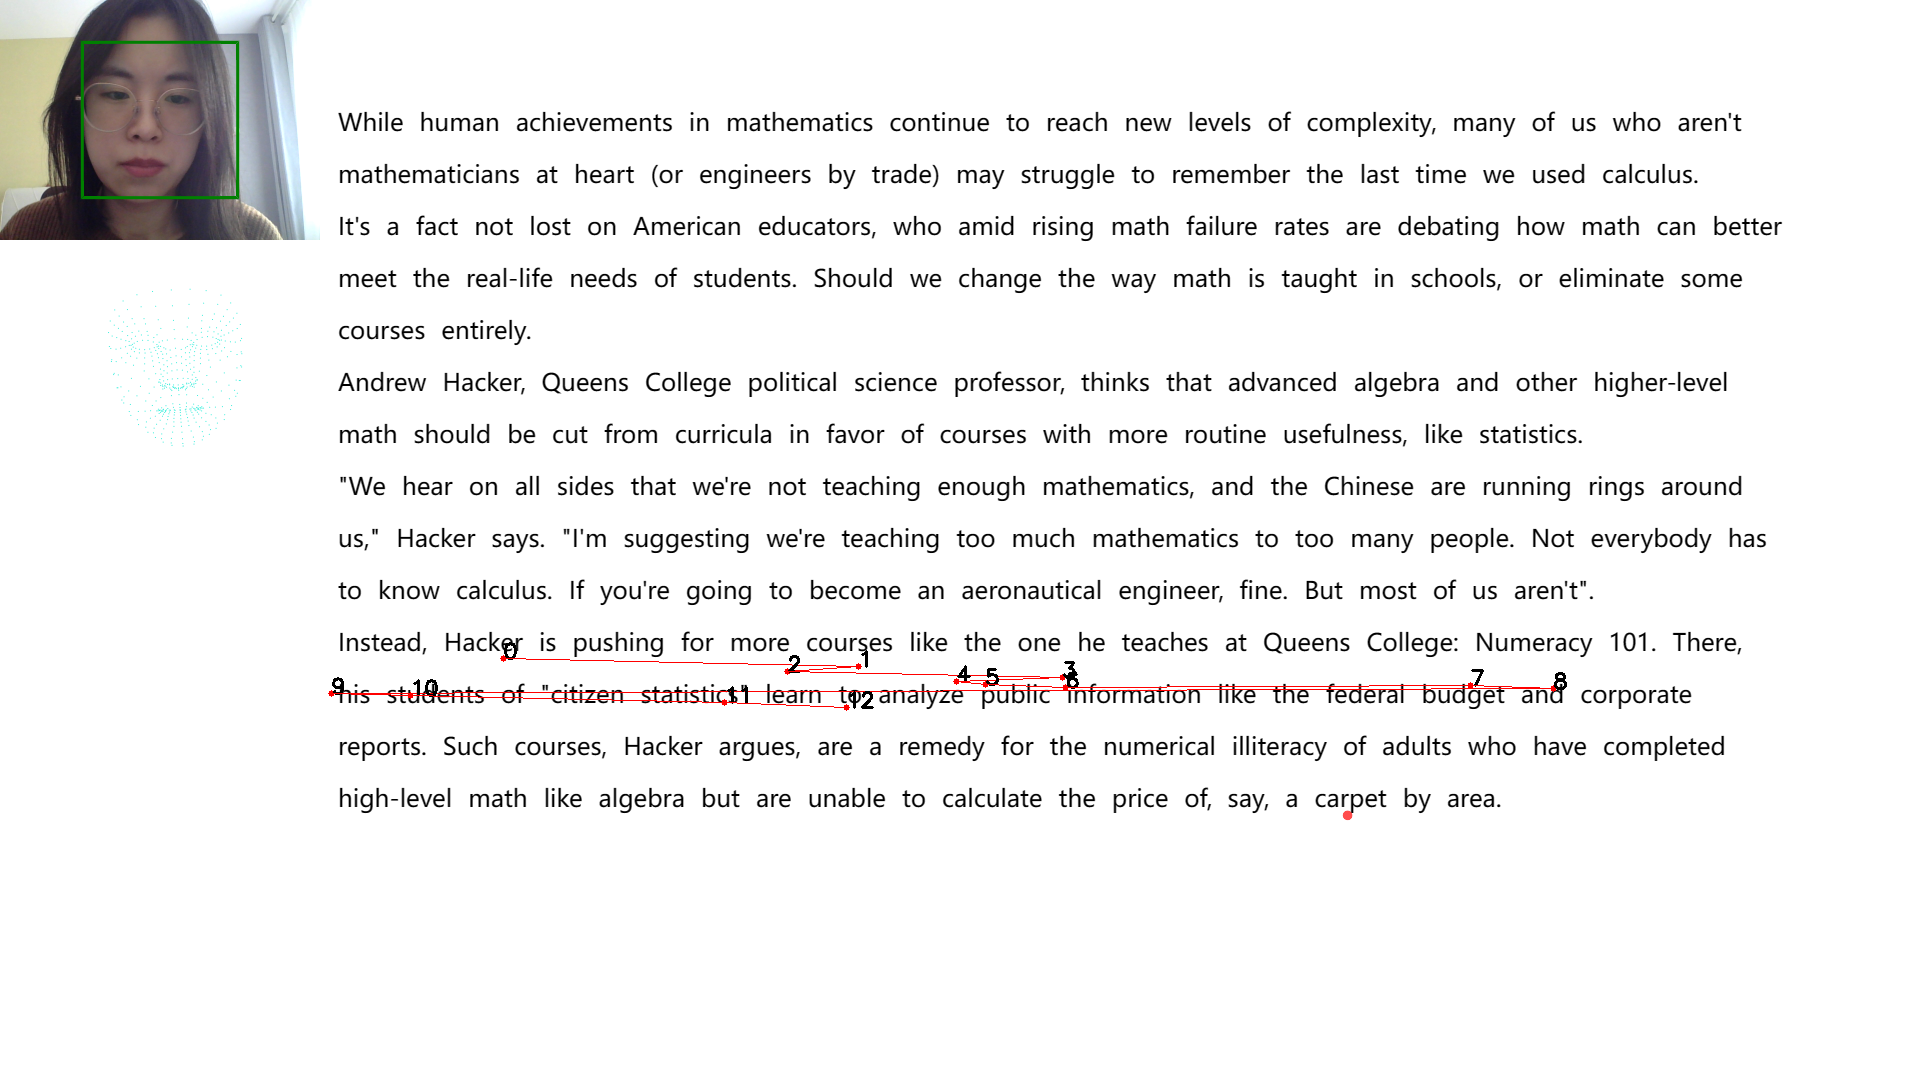 While human achievements in mathematics continue to reach new levels of complexity, many of us who aren't
mathematicians at heart (or engineers by trade) may struggle to remember the last time we used calculus.
It's a fact not lost on American educators, who amid rising math failure rates are debating how math can better
meet the real-life needs of students. Should we change the way math is taught in schools, or eliminate some
courses entirely.
Andrew Hacker, Queens College political science professor, thinks that advanced algebra and other higher-level
math should be cut from curricula in favor of courses with more routine usefulness, like statistics.
"We hear on all sides that we're not teaching enough mathematics, and the Chinese are running rings around
us," Hacker says. "I'm suggesting we're teaching too much mathematics to too many people. Not everybody has
to know calculus. If you're going to become an aeronautical engineer, fine. But most of us aren't".
Instead, Hacker is pushing for more courses like the one he teaches at Queens College: Numeracy 101. There,
0 1 2 3 4 5 6 7 8
his students of "citizen statistics" learn to analyze public information like the federal budget and corporate
9 10 11 12
reports. Such courses, Hacker argues, are a remedy for the numerical illiteracy of adults who have completed
high-level math like algebra but are unable to calculate the price of, say, a carpet by area.